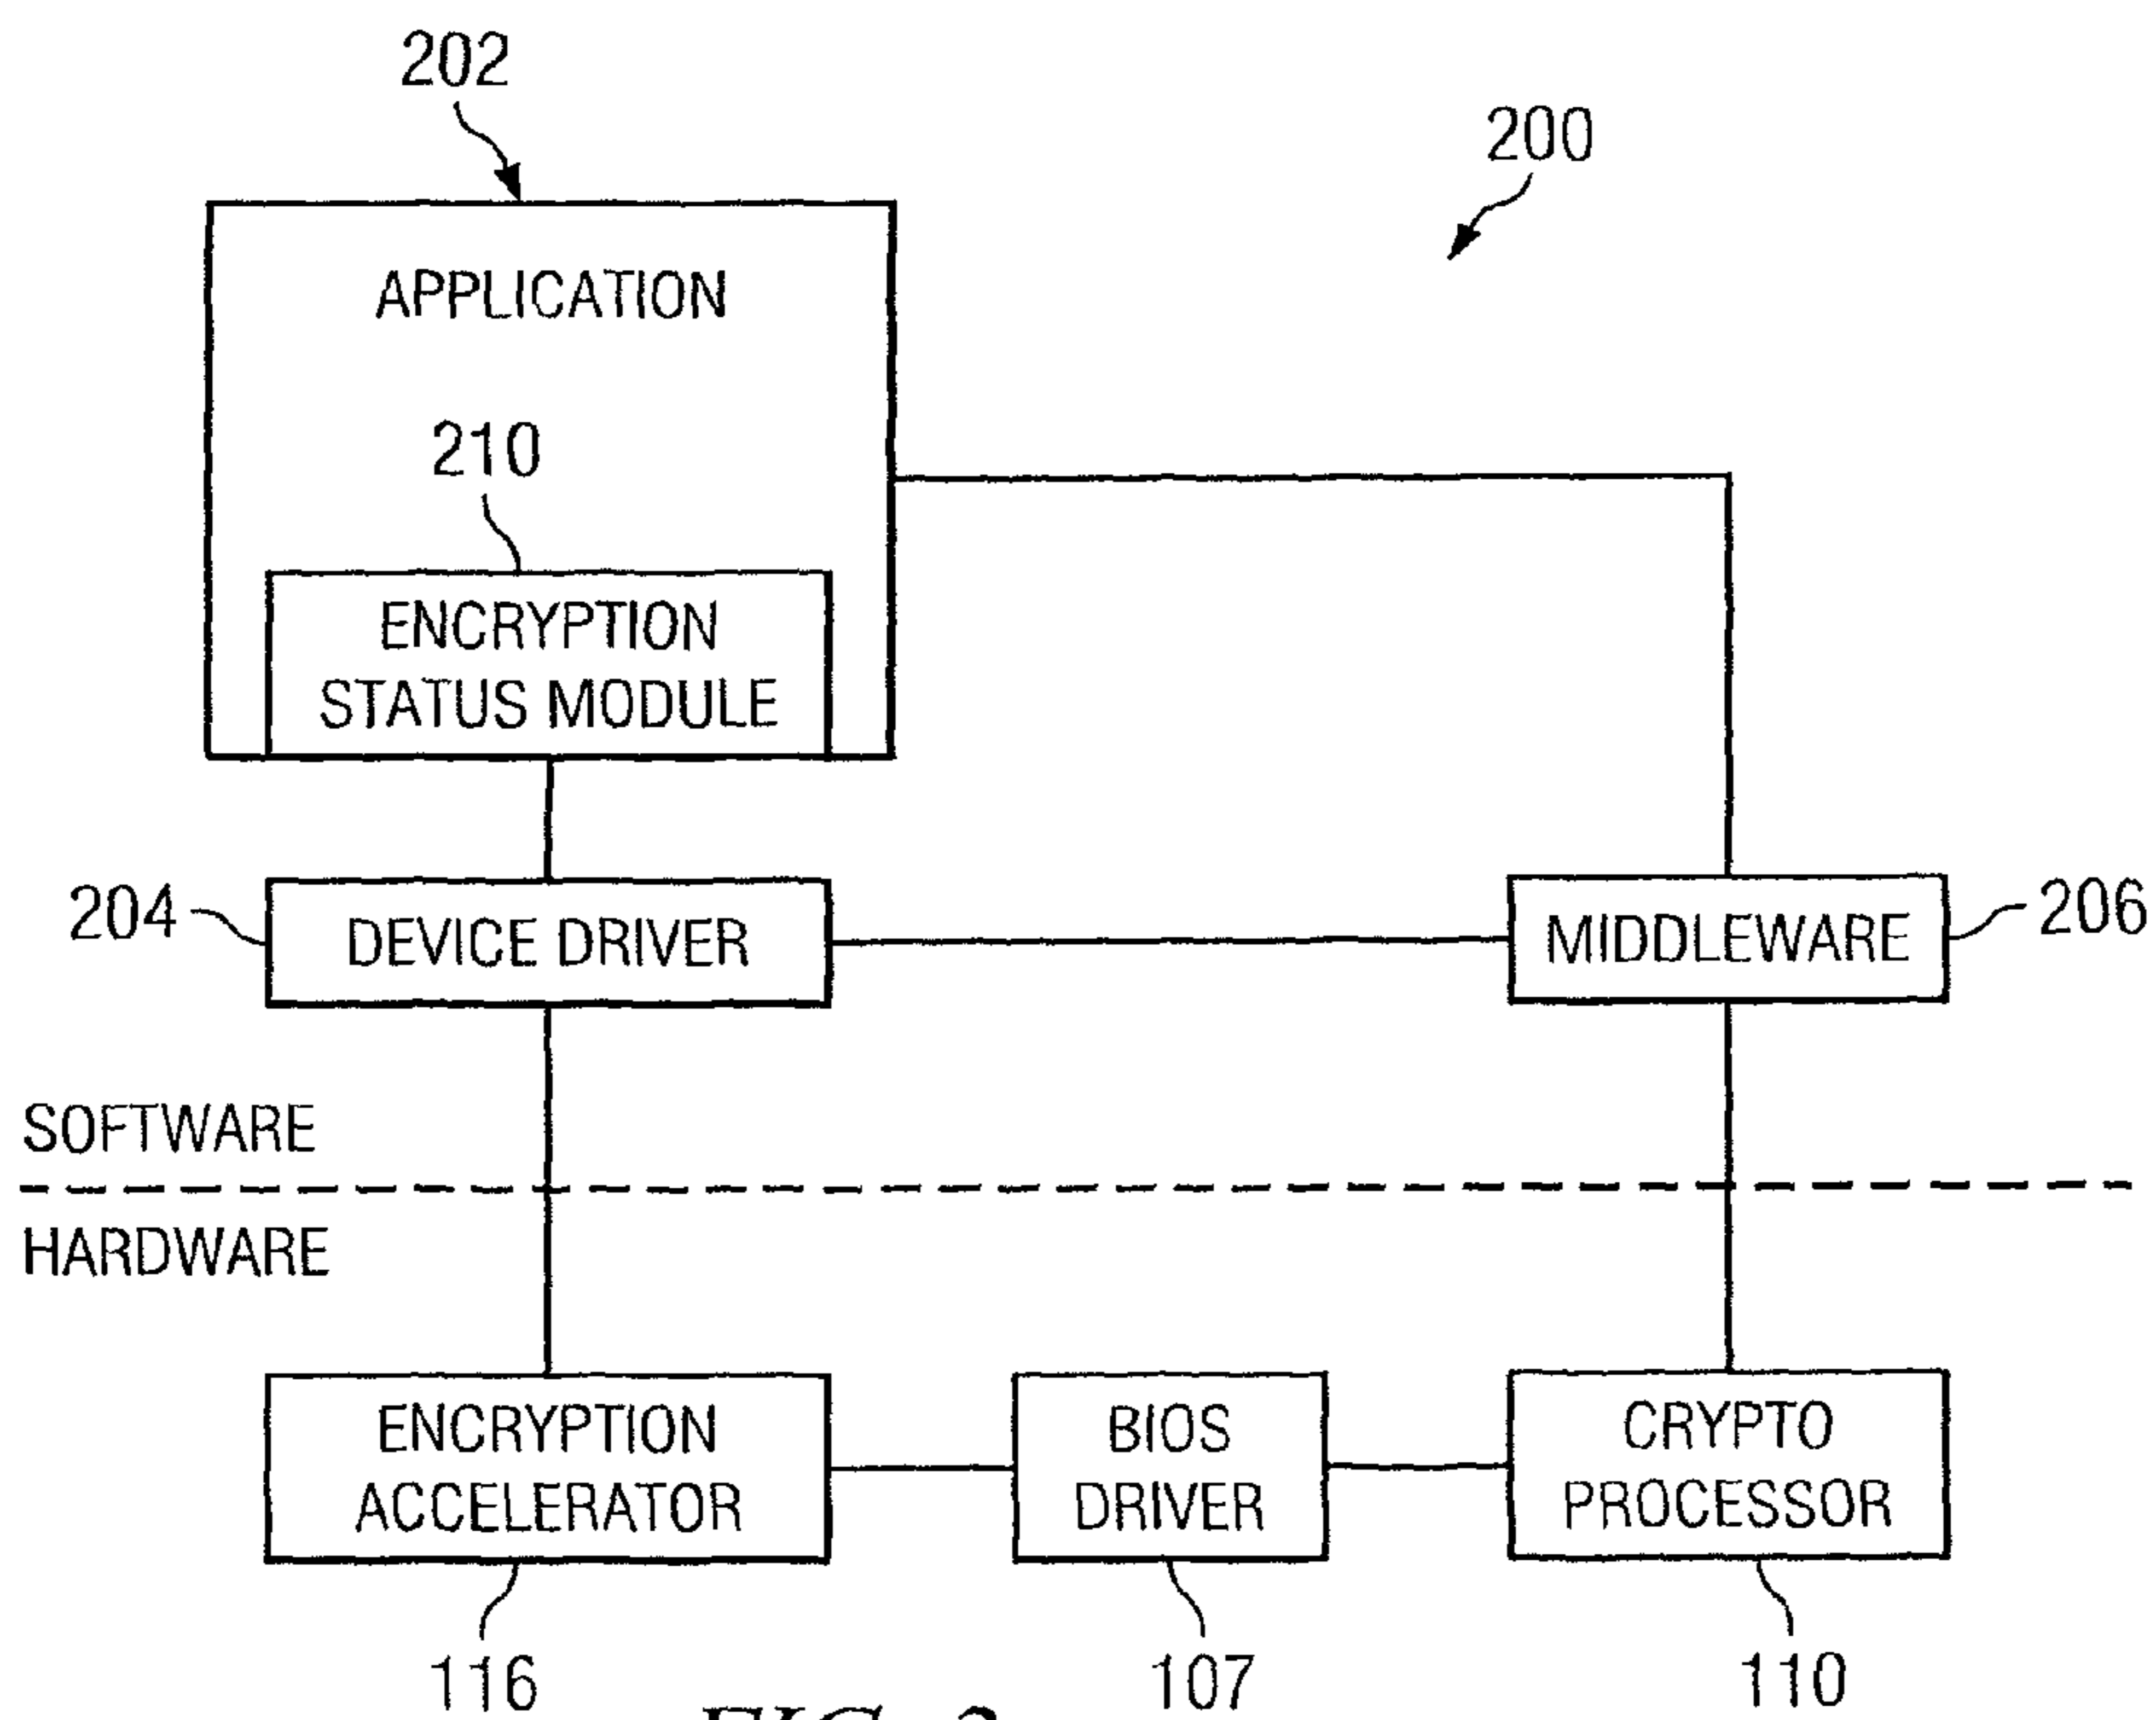 202
200
APPLICATION
210
ENCRYPTION
STATUS MODULE
204
DEVICE DRIVER
MIDDLEWARE
206
SOFTWARE
HARDWARE
ENCRYPTION
ACCELERATOR
BIOS
DRIVER
CRYPTO
PROCESSOR
116
107
110